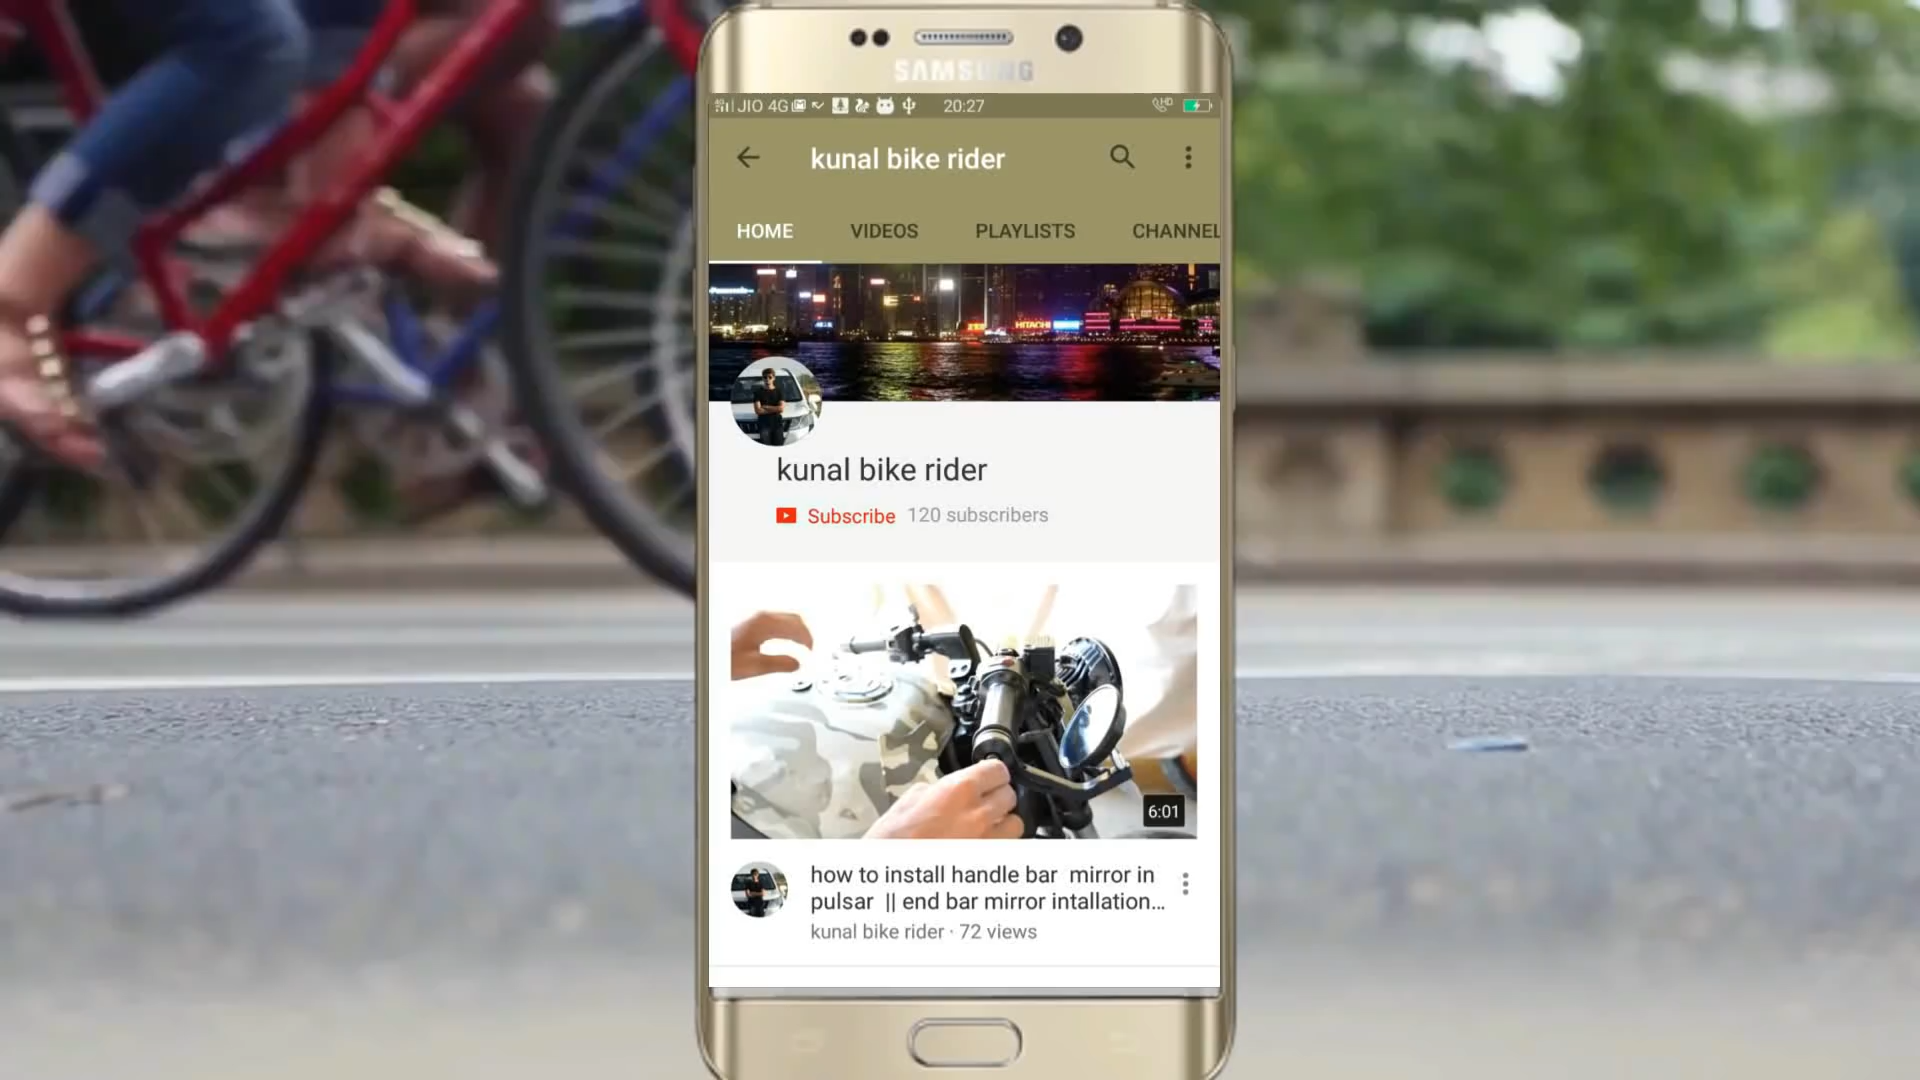 SAMSUNG
JIO 4G 20:27 HD
kunal bike rider
HOME VIDEOS PLAYLISTS CHANNEL
HITACHI
kunal bike rider
Subscribe 120 subscribers
6:01
how to install handle bar mirror in
pulsar || end bar mirror intallation...
kunal bike rider · 72 views